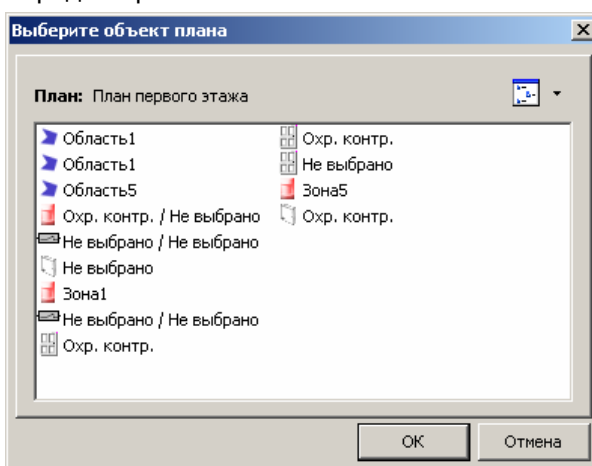 Выберите объект плана
План: План первого этажа
Область1
Область1
Область5
Охр. контр. / Не выбрано
Не выбрано / Не выбрано
Не выбрано
Зона1
Не выбрано / Не выбрано
Охр. контр.
Охр. контр.
Не выбрано
Зона5
Охр. контр.
ОК
Отмена